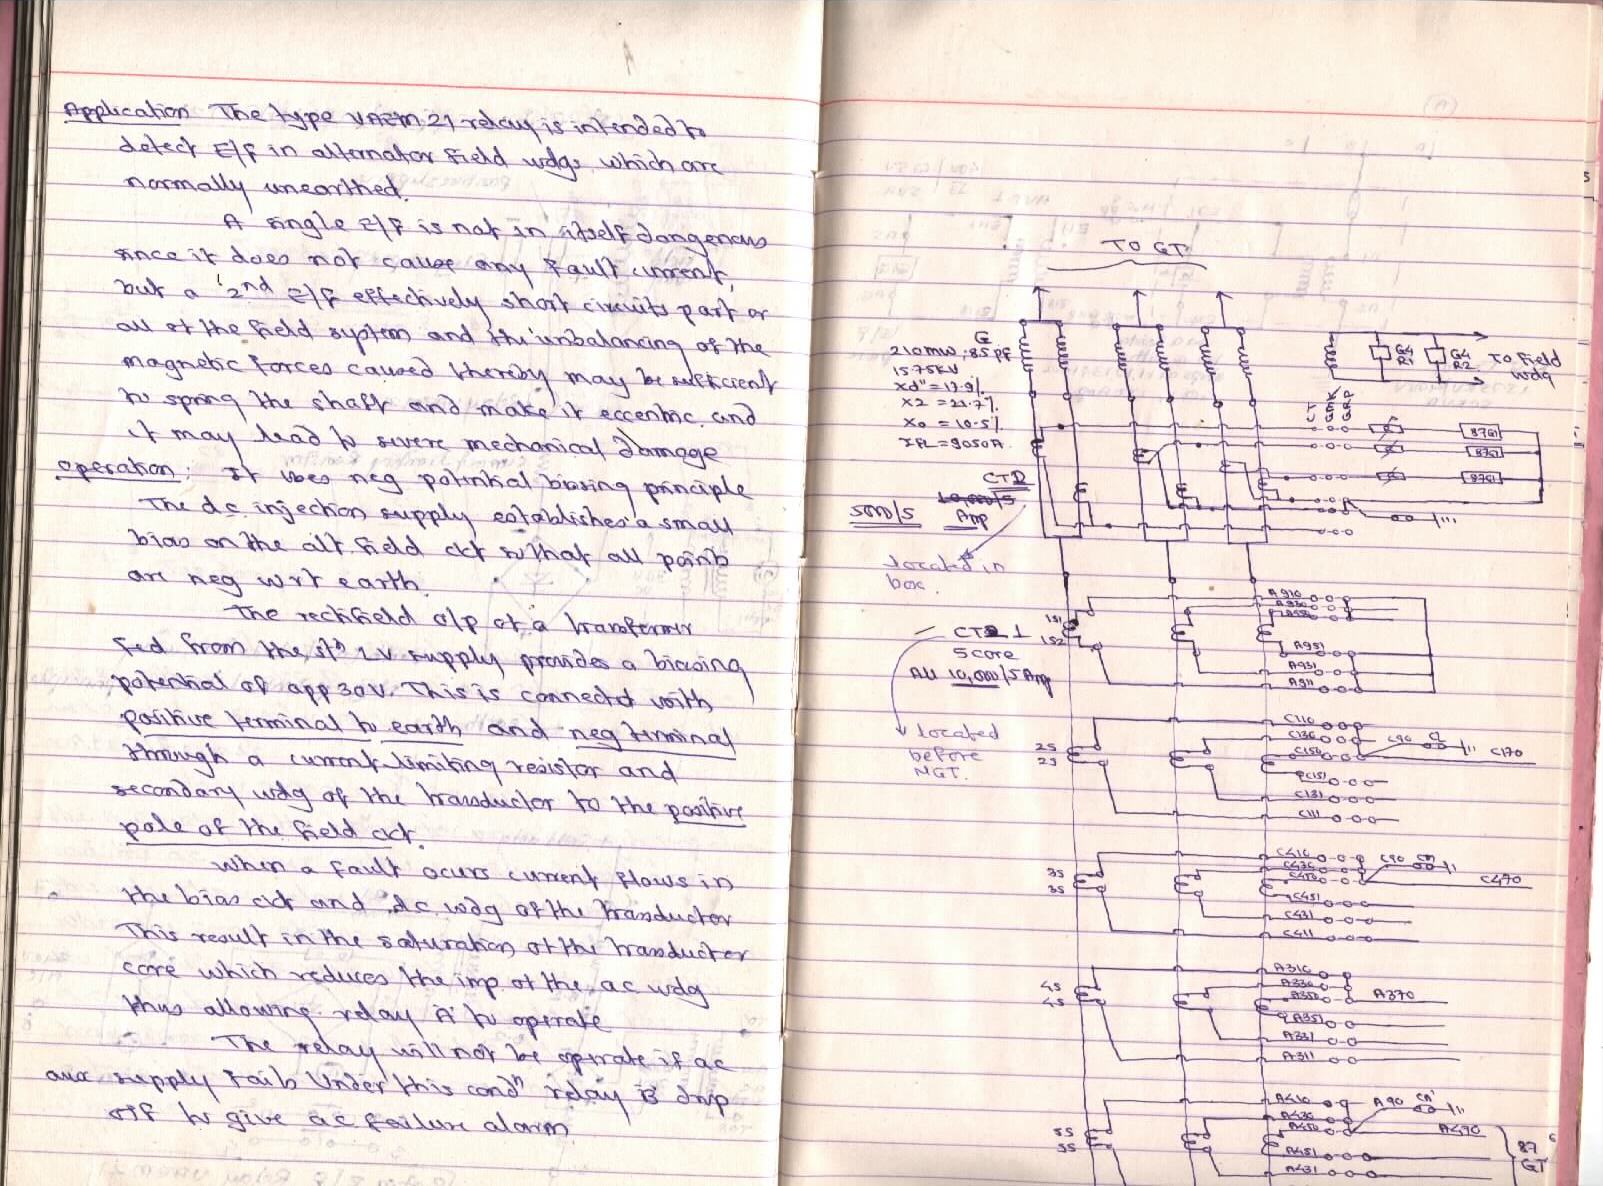 Application The type VAEM 21 relay is intended to
detect E/F in alternator field wdgs which are
normally unearthed.
A single E/F is not in itself dangerous
since it does not cause any fault current,
but a '2nd E/F effectively short circuits part or
all of the field system and the unbalancing of the
magnetic forces caused thereby may be sufficient
to spring the shaft and make it eccentric and
it may lead to severe mechanical damage
operation: It uses neg potential biasing principle
The d.c. injection supply establishes a small
bias on the alt field ckt so that all points
are neg wrt earth.
The rectified o/p of a transformer
fed from the stn LV supply provides a biasing
potential of app 30V. This is connected with
positive terminal to earth and neg terminal
through a current limiting resistor and
secondary wdg of the transductor to the positive
pole of the field ckt.
When a fault ocurs current flows in
the bias ckt and d.c. wdg of the transductor
This result in the saturation of the transductor
core which reduces the imp of the ac wdg
thus allowing relay A to operate
The relay will not be operate if ac
aux supply fails Under this condn relay B drop
off to give ac failure alarm
TO GT
G
210MW .85 pf
15.75KV
Xd" = 17.9%
X2 = 21.7%
X0 = 10.5%
IFL = 9050A
G4 R1
G4 R2
TO Field wdg
CT
GMK
GRP
87G1
87G1
87G1
CT2
10,000/5
5000/5 Amp
Located in
box
CT2 1
5 core
All 10,000/5 Amp
Located
before
MGT.
1S1
1S2
A910
A930
A950
A951
A931
A911
2S
2S
C110
C130
C150
C90
C170
C151
C131
C111
3S
3S
C410
C430
C450
C90
C470
C451
C431
C411
4S
4S
A310
A330
A350
A370
A351
A331
A311
5S
5S
A410
A430
A450
A90
A490
A451
A431
87
GT